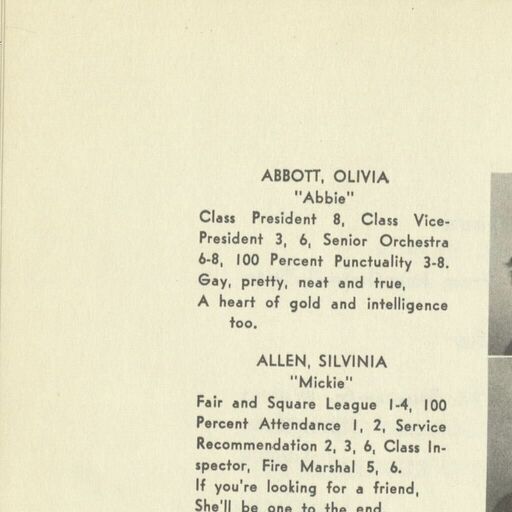 ABBOTT, OLIVIA
"Abbie"
Class President 8, Class Vice-
President 3, 6, Senior Orchestra
6-8, 100 Percent Punctuality 3-8.
Gay, pretty, neat and true,
A heart of gold and intelligence
too.
ALLEN, SILVINIA
"Mickie"
Fair and Square League 1-4, 100
Percent Attendance 1, 2, Service
Recommendation 2, 3, 6, Class In-
spector, Fire Marshal 5, 6.
If you're looking for a friend,
She'll be one to the end.